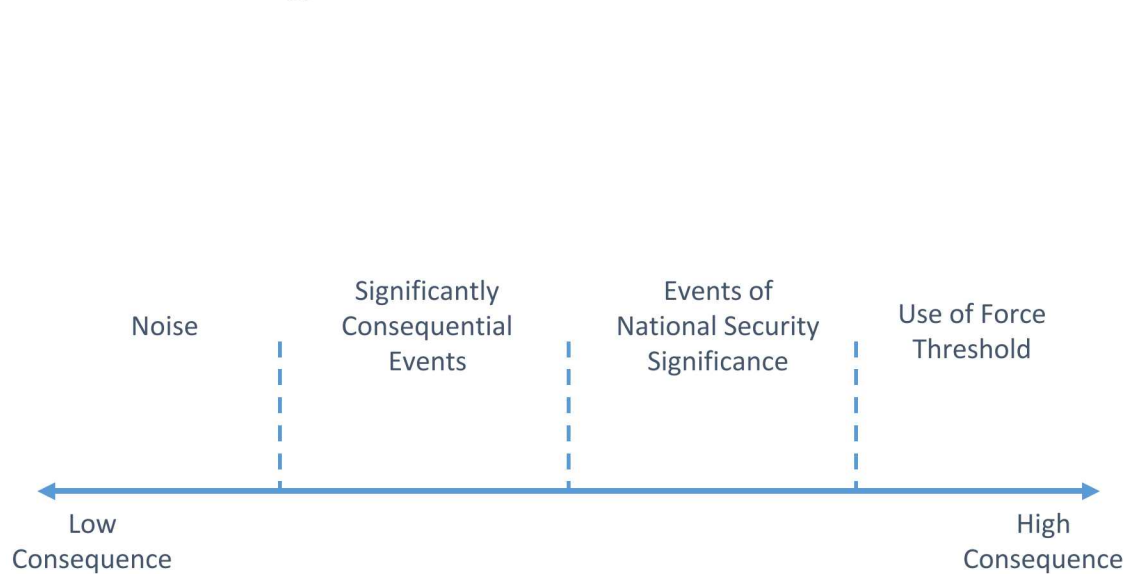 Noise
Significantly
Consequential
Events
Events of
National Security
Significance
Use of Force
Threshold
Low
Consequence
High
Consequence